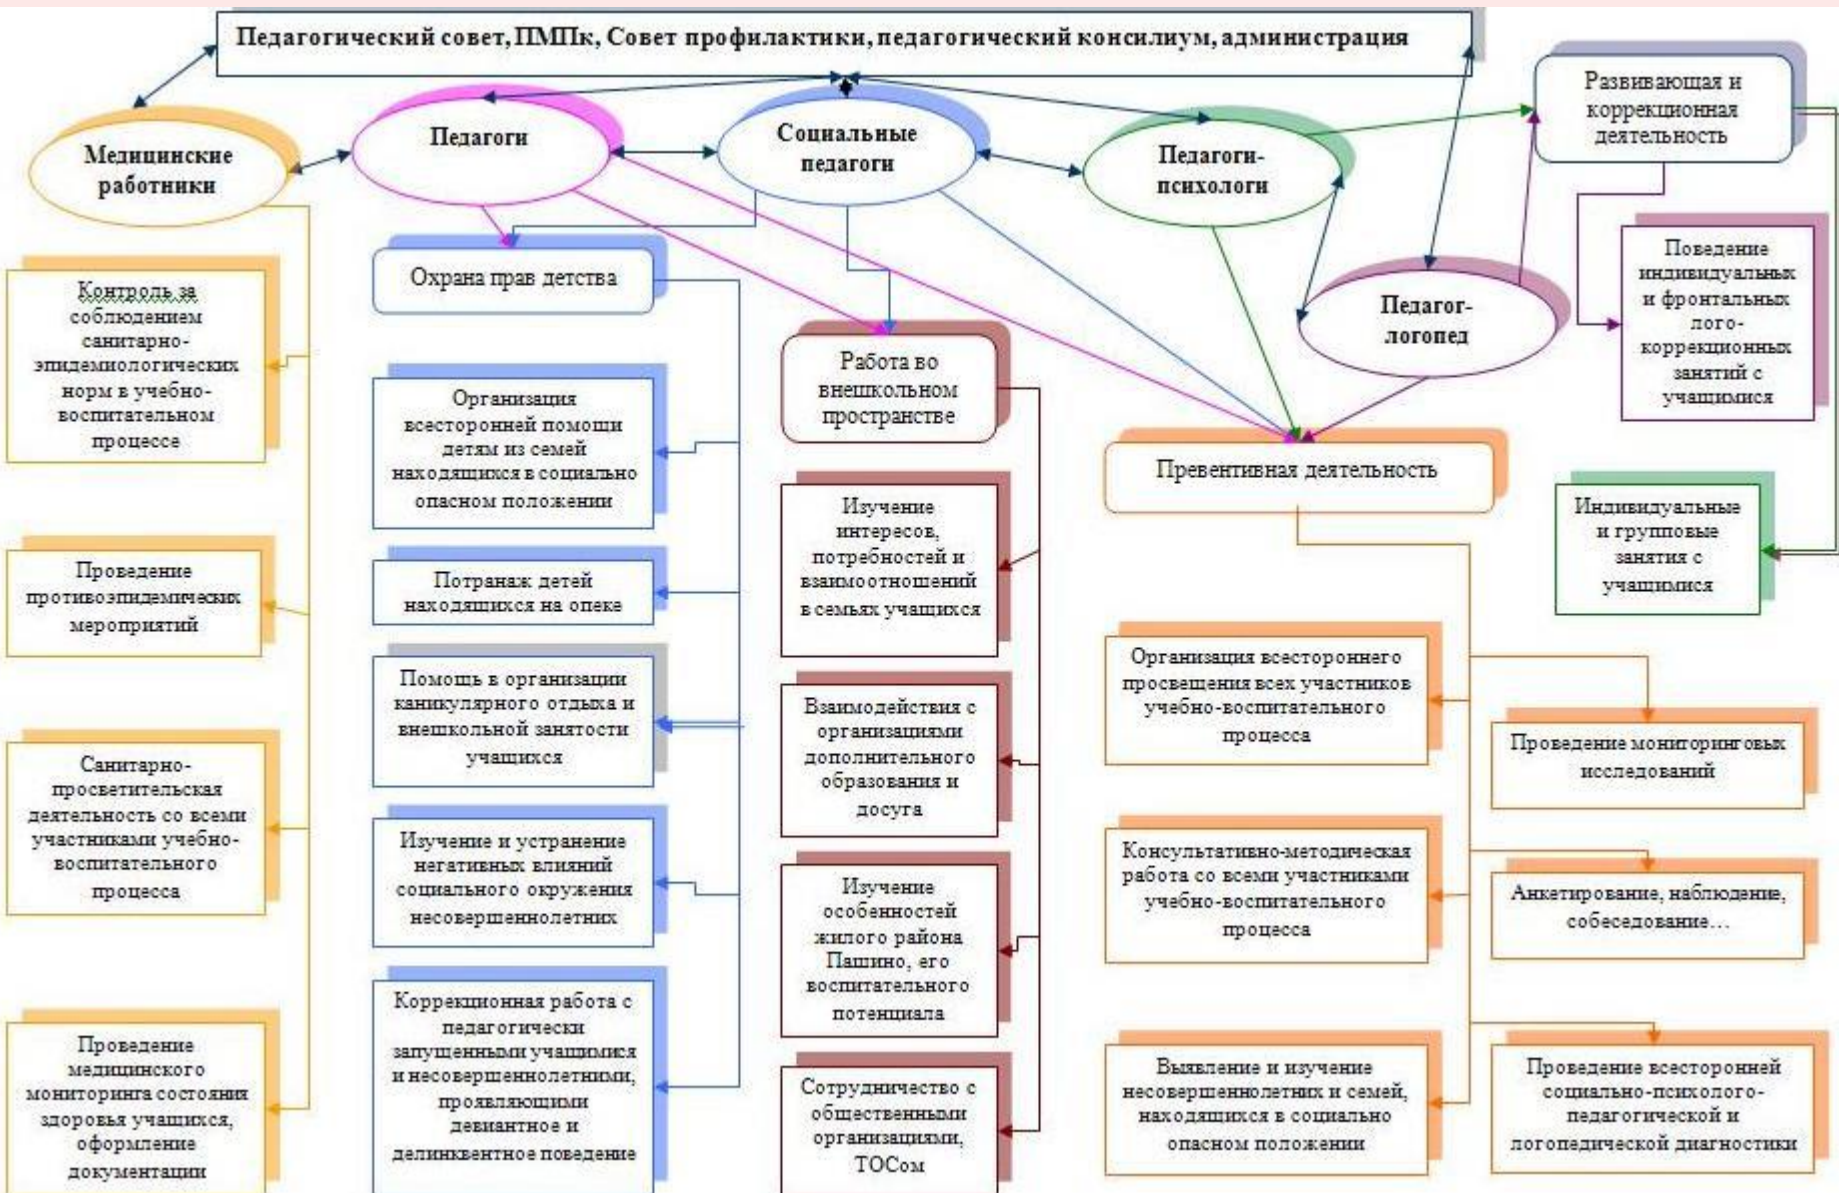 Педагогический совет, ПМПк, Совет профилактики, педагогический консилиум, администрация
Медицинские
работники
Педагоги
Социальные
педагоги
Педагоги-
психологи
Педагог-
логопед
Развивающая и
коррекционная
деятельность
Контроль за
соблюдением
санитарно-
эпидемиологических
норм в учебно-
воспитательном
процессе
Проведение
противоэпидемических
мероприятий
Санитарно-
просветительская
деятельность со всеми
участниками учебно-
воспитательного
процесса
Проведение
медицинского
мониторинга состояния
здоровья учащихся,
оформление
документации
Охрана прав детства
Организация
всесторонней помощи
детям из семей
находящихся в социально
опасном положении
Потранаж детей
находящихся на опеке
Помощь в организации
каникулярного отдыха и
внешкольной занятости
учащихся
Изучение и устранение
негативных влияний
социального окружения
несовершеннолетних
Коррекционная работа с
педагогически
запущенными учащимися
и несовершеннолетними,
проявляющими
девиантное и
делинквентное поведение
Работа во
внешкольном
пространстве
Изучение
интересов,
потребностей и
взаимоотношений
в семьях учащихся
Взаимодействия с
организациями
дополнительного
образования и
досуга
Изучение
особенностей
жилого района
Пашино, его
воспитательного
потенциала
Сотрудничество с
общественными
организациями,
ТОСом
Превентивная деятельность
Организация всестороннего
просвещения всех участников
учебно-воспитательного
процесса
Консультативно-методическая
работа со всеми участниками
учебно-воспитательного
процесса
Выявление и изучение
несовершеннолетних и семей,
находящихся в социально
опасном положении
Проведение мониторинговых
исследований
Анкетирование, наблюдение,
собеседование…
Проведение всесторонней
социально-психолого-
педагогической и
логопедической диагностики
Поведение
индивидуальных
и фронтальных
лого-
коррекционных
занятий с
учащимися
Индивидуальные
и групповые
занятия с
учащимися